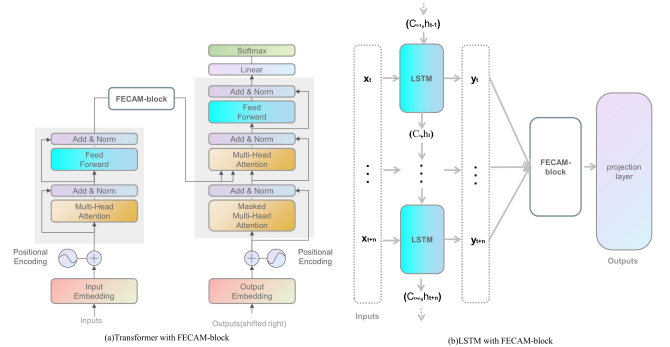 Softmax
Linear
Add & Norm
Feed
Forward
Add & Norm
Multi-Head
Attention
Add & Norm
Masked
Multi-Head
Attention
Positional
Encoding
Output
Embedding
Outputs(shifted right)
FECAM-block
Add & Norm
Feed
Forward
Add & Norm
Multi-Head
Attention
Positional
Encoding
Input
Embedding
Inputs
(a)Transformer with FECAM-block
(Ct-1,ht-1)
xt
LSTM
yt
(Ct,ht)
xt+n
LSTM
yt+n
(Ct+n,ht+n)
Inputs
FECAM-
block
projection
layer
Outputs
(b)LSTM with FECAM-block